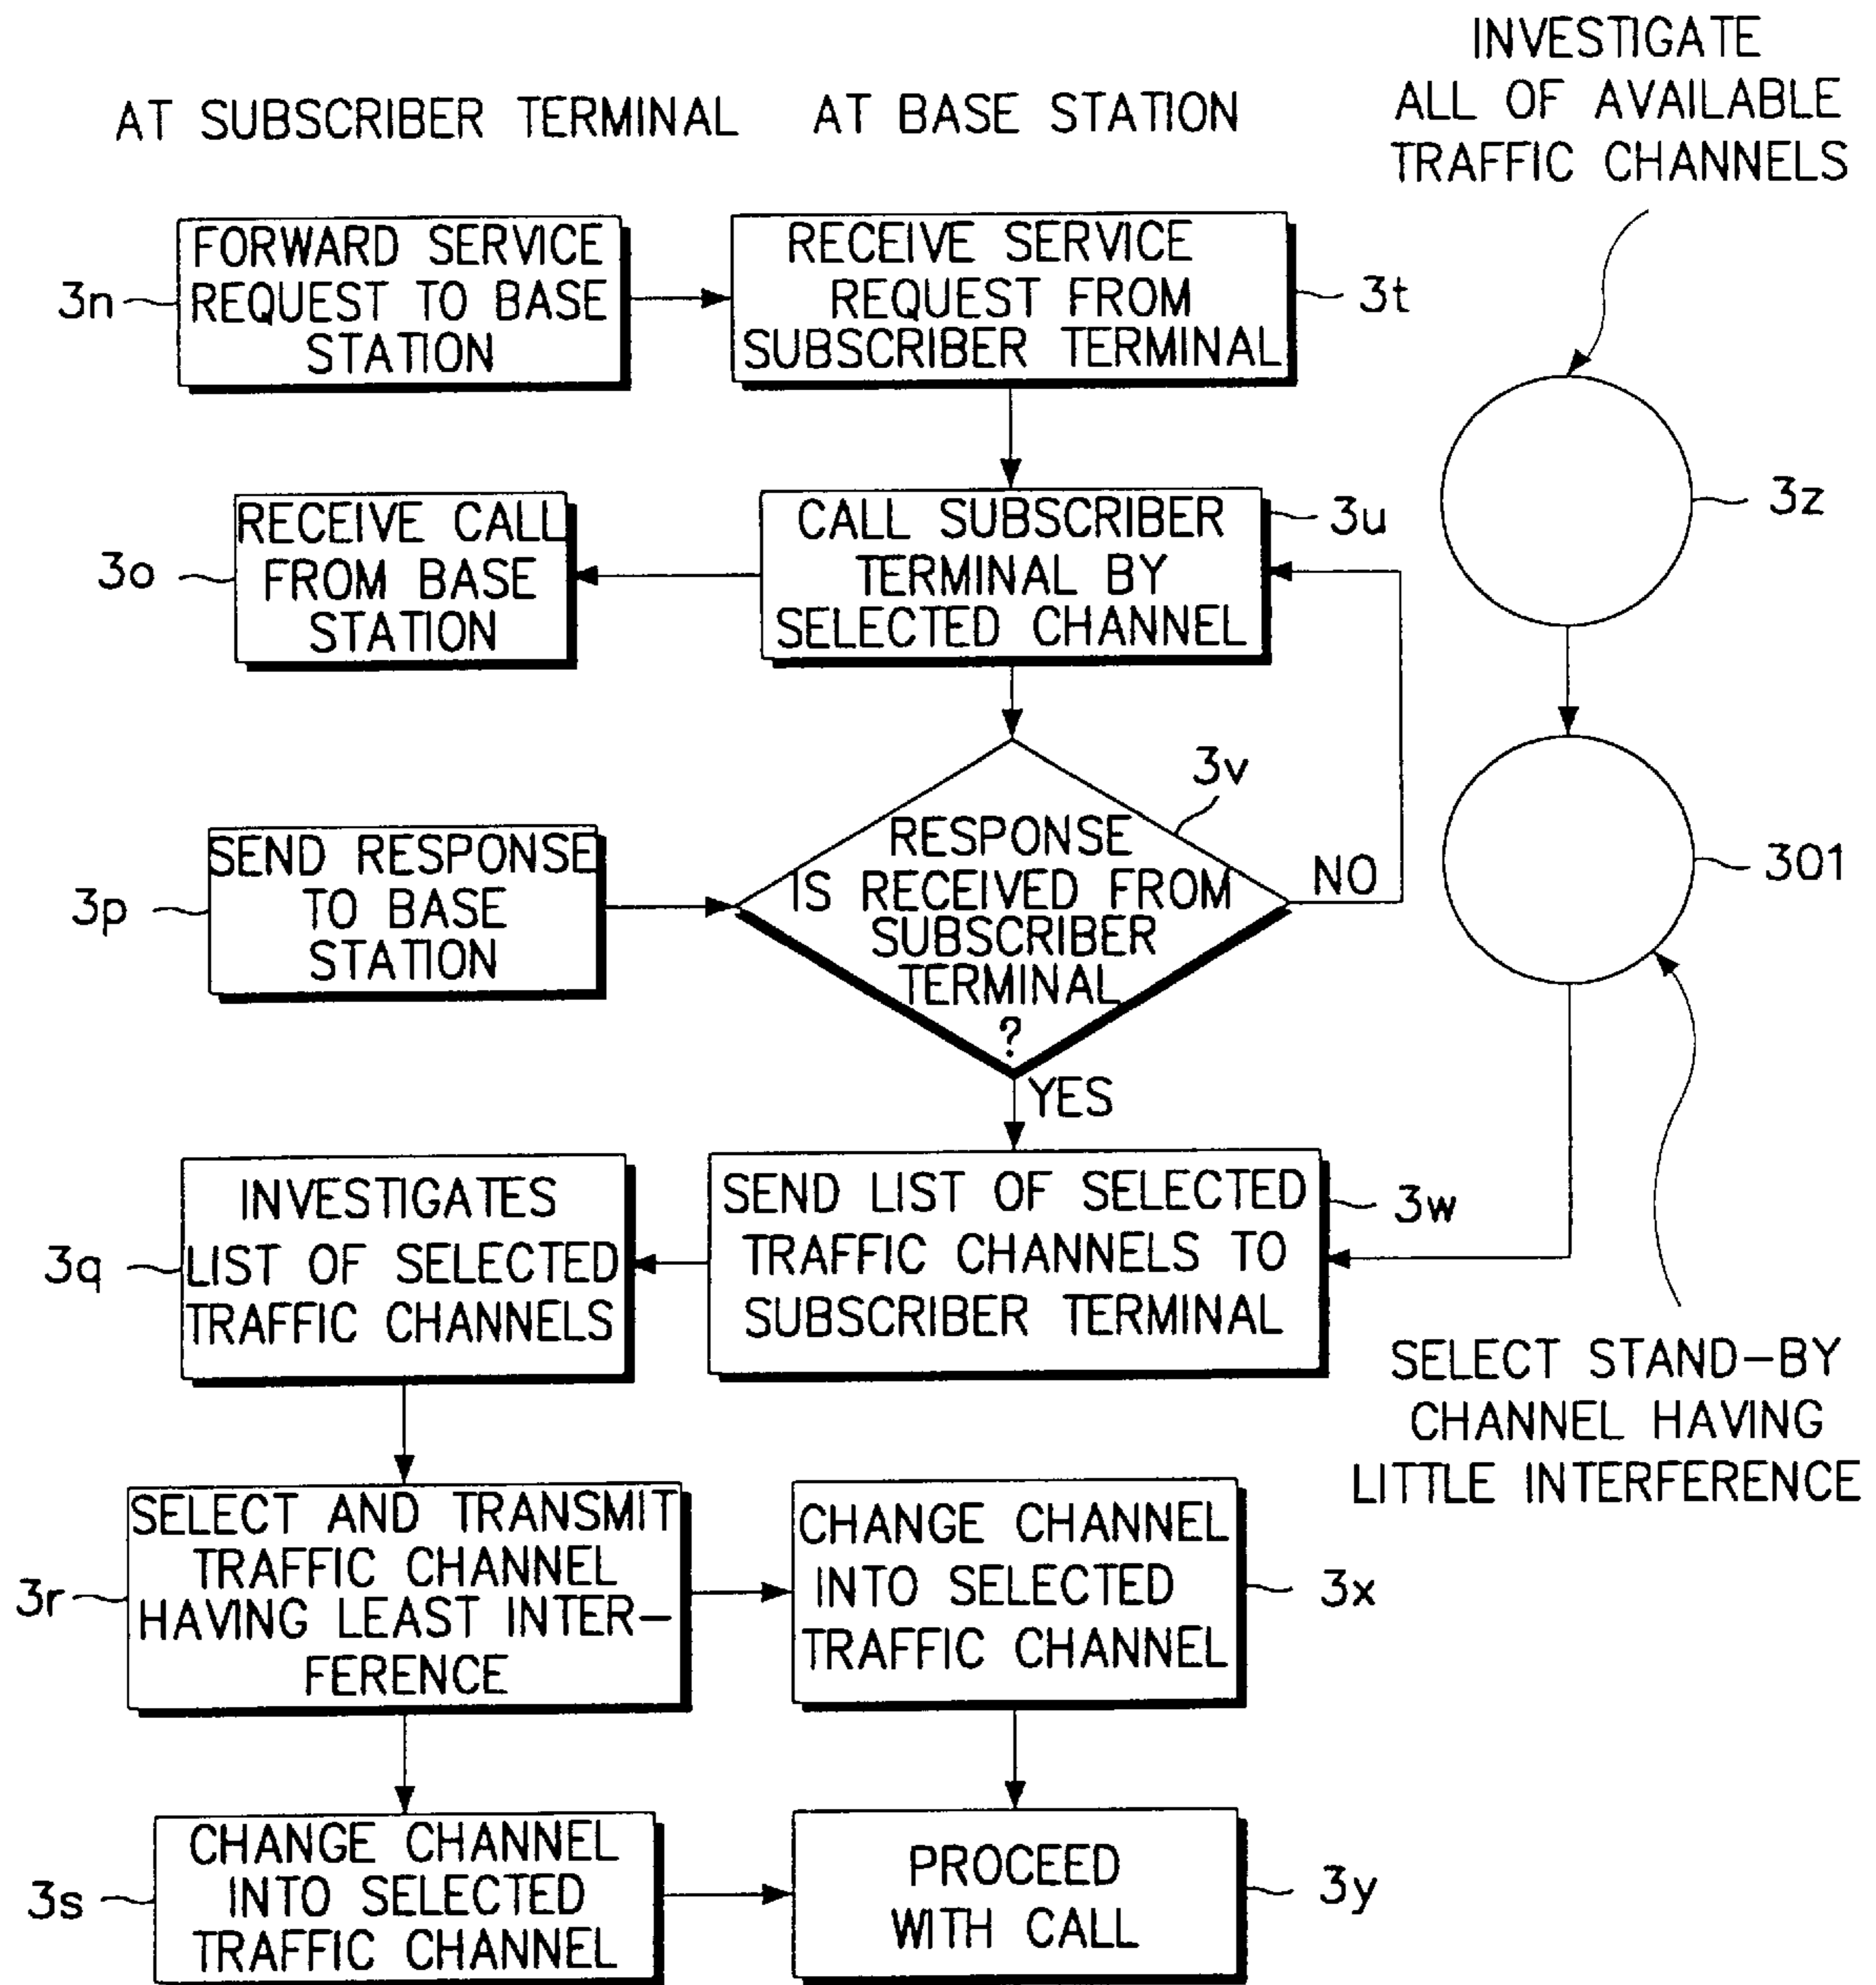 AT SUBSCRIBER TERMINAL
AT BASE STATION
INVESTIGATE
ALL OF AVAILABLE
TRAFFIC CHANNELS
3n
FORWARD SERVICE
REQUEST TO BASE
STATION
RECEIVE SERVICE
REQUEST FROM
SUBSCRIBER TERMINAL
3t
3z
3o
RECEIVE CALL
FROM BASE
STATION
CALL SUBSCRIBER
TERMINAL BY
SELECTED CHANNEL
3u
3p
SEND RESPONSE
TO BASE
STATION
3v
RESPONSE
IS RECEIVED FROM
SUBSCRIBER
TERMINAL
?
NO
YES
301
3q
INVESTIGATES
LIST OF SELECTED
TRAFFIC CHANNELS
SEND LIST OF SELECTED
TRAFFIC CHANNELS TO
SUBSCRIBER TERMINAL
3w
SELECT STAND-BY
CHANNEL HAVING
LITTLE INTERFERENCE
3r
SELECT AND TRANSMIT
TRAFFIC CHANNEL
HAVING LEAST INTER-
FERENCE
CHANGE CHANNEL
INTO SELECTED
TRAFFIC CHANNEL
3x
3s
CHANGE CHANNEL
INTO SELECTED
TRAFFIC CHANNEL
PROCEED
WITH CALL
3y